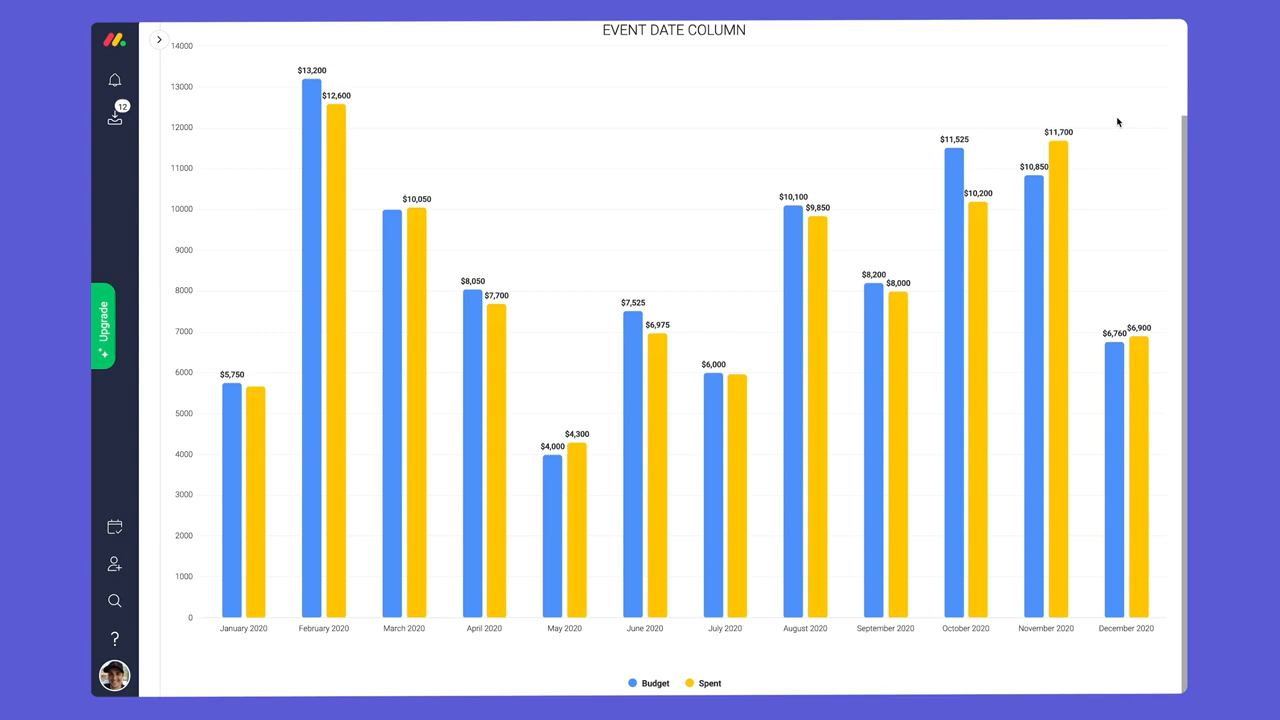 EVENT DATE COLUMN
14000
13000
12000
11000
10000
9000
8000
7000
6000
5000
4000
3000
2000
1000
0
$5,750
$13,200
$12,600
$10,050
$8,050
$7,700
$4,000
$4,300
$7,525
$6,975
$6,000
$10,100
$9,850
$8,200
$8,000
$11,525
$10,200
$10,850
$11,700
$6,760
$6,900
January 2020
February 2020
March 2020
April 2020
May 2020
June 2020
July 2020
August 2020
September 2020
October 2020
November 2020
December 2020
Budget
Spent
12
Upgrade
?